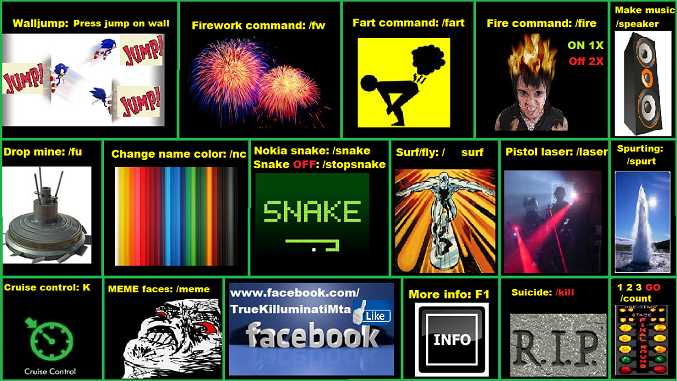 Walljump: Press jump on wall
JUMP!
JUMP!
JUMP!
Firework command: /fw
Fart command: /fart
Fire command: /fire
ON 1X
Off 2X
Make music
/speaker
Drop mine: /fu
Change name color: /nc
Nokia snake: /snake
Snake OFF: /stopsnake
SNAKE
Surf/fly: / surf
Pistol laser: /laser
Spurting:
/spurt
Cruise control: K
Cruise Control
MEME faces: /meme
www.facebook.com/
TrueKilluminatiMta
Like
facebook
More info: F1
INFO
Suicide: /kill
R.I.P.
1 2 3 GO
/count
PRE-STAGE
STAGE